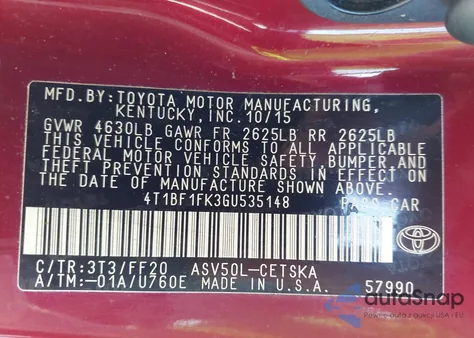 MFD.BY:TOYOTA MOTOR MANUFACTURING,
KENTUCKY,INC.10/15
GVWR 4630LB GAWR FR 2625LB RR 2625LB
THIS VEHICLE CONFORMS TO ALL APPLICABLE
FEDERAL MOTOR VEHICLE SAFETY,BUMPER,AND
THEFT PREVENTION STANDARDS IN EFFECT ON
THE DATE OF MANUFACTURE SHOWN ABOVE.
4T1BF1FK3GU535148 PASS.CAR
C/TR:3T3/FF20 ASV50L-CETSKA
A/TM:-01A/U760E MADE IN U.S.A. 57990
autoSnap